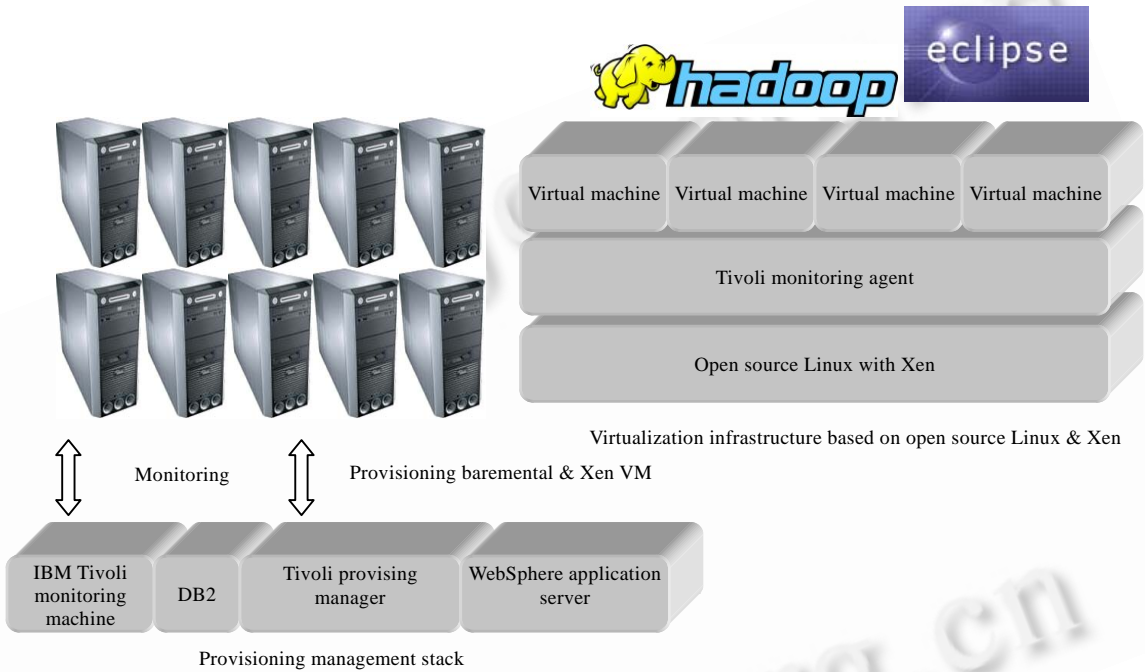 hadoop
eclipse
Virtual machine
Virtual machine
Virtual machine
Virtual machine
Tivoli monitoring agent
Open source Linux with Xen
Virtualization infrastructure based on open source Linux & Xen
Monitoring
Provisioning baremental & Xen VM
IBM Tivoli
monitoring
machine
DB2
Tivoli provising
manager
WebSphere application
server
Provisioning management stack